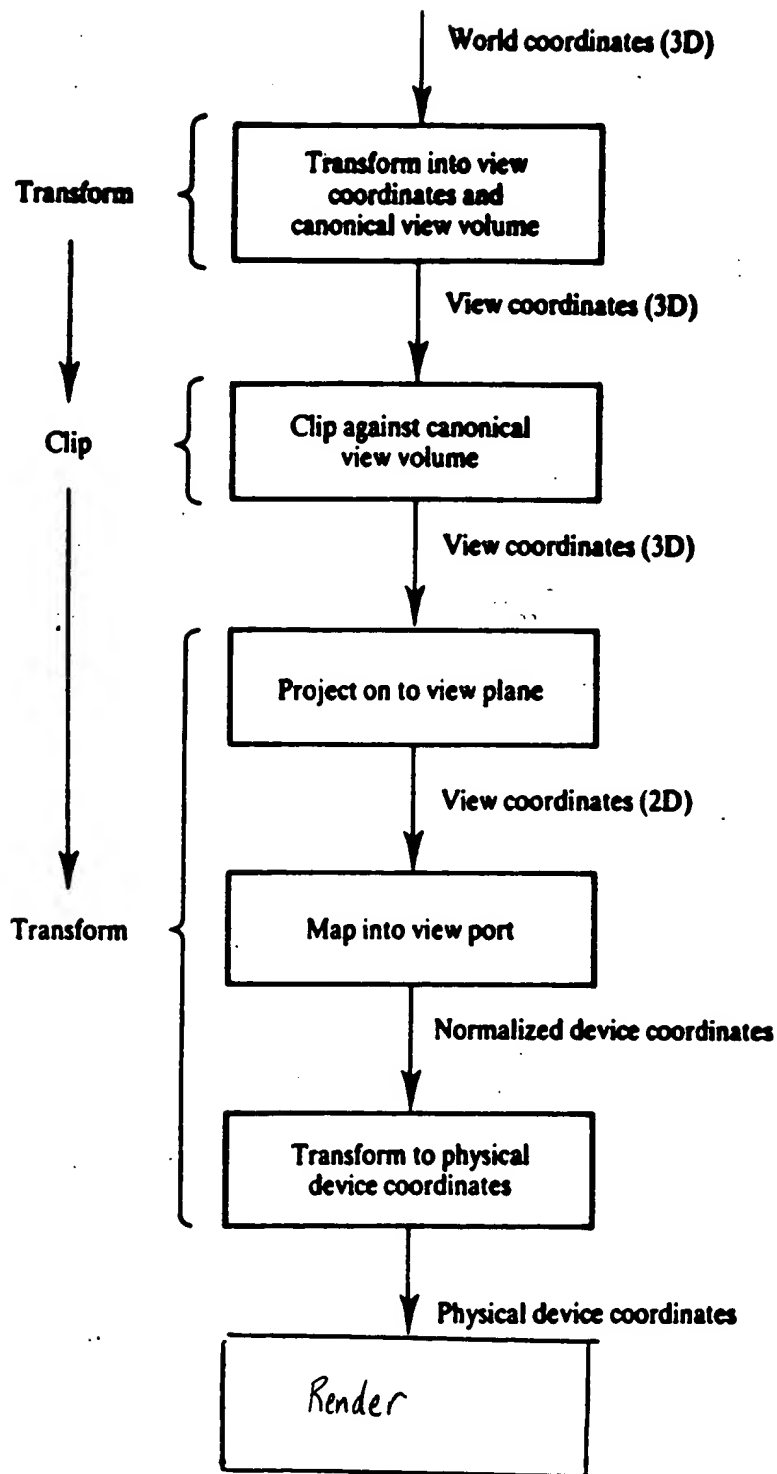 World coordinates (3D)
Transform
Transform into view
coordinates and
canonical view volume
View coordinates (3D)
Clip
Clip against canonical
view volume
View coordinates (3D)
Project on to view plane
View coordinates (2D)
Transform
Map into view port
Normalized device coordinates
Transform to physical
device coordinates
Physical device coordinates
Render